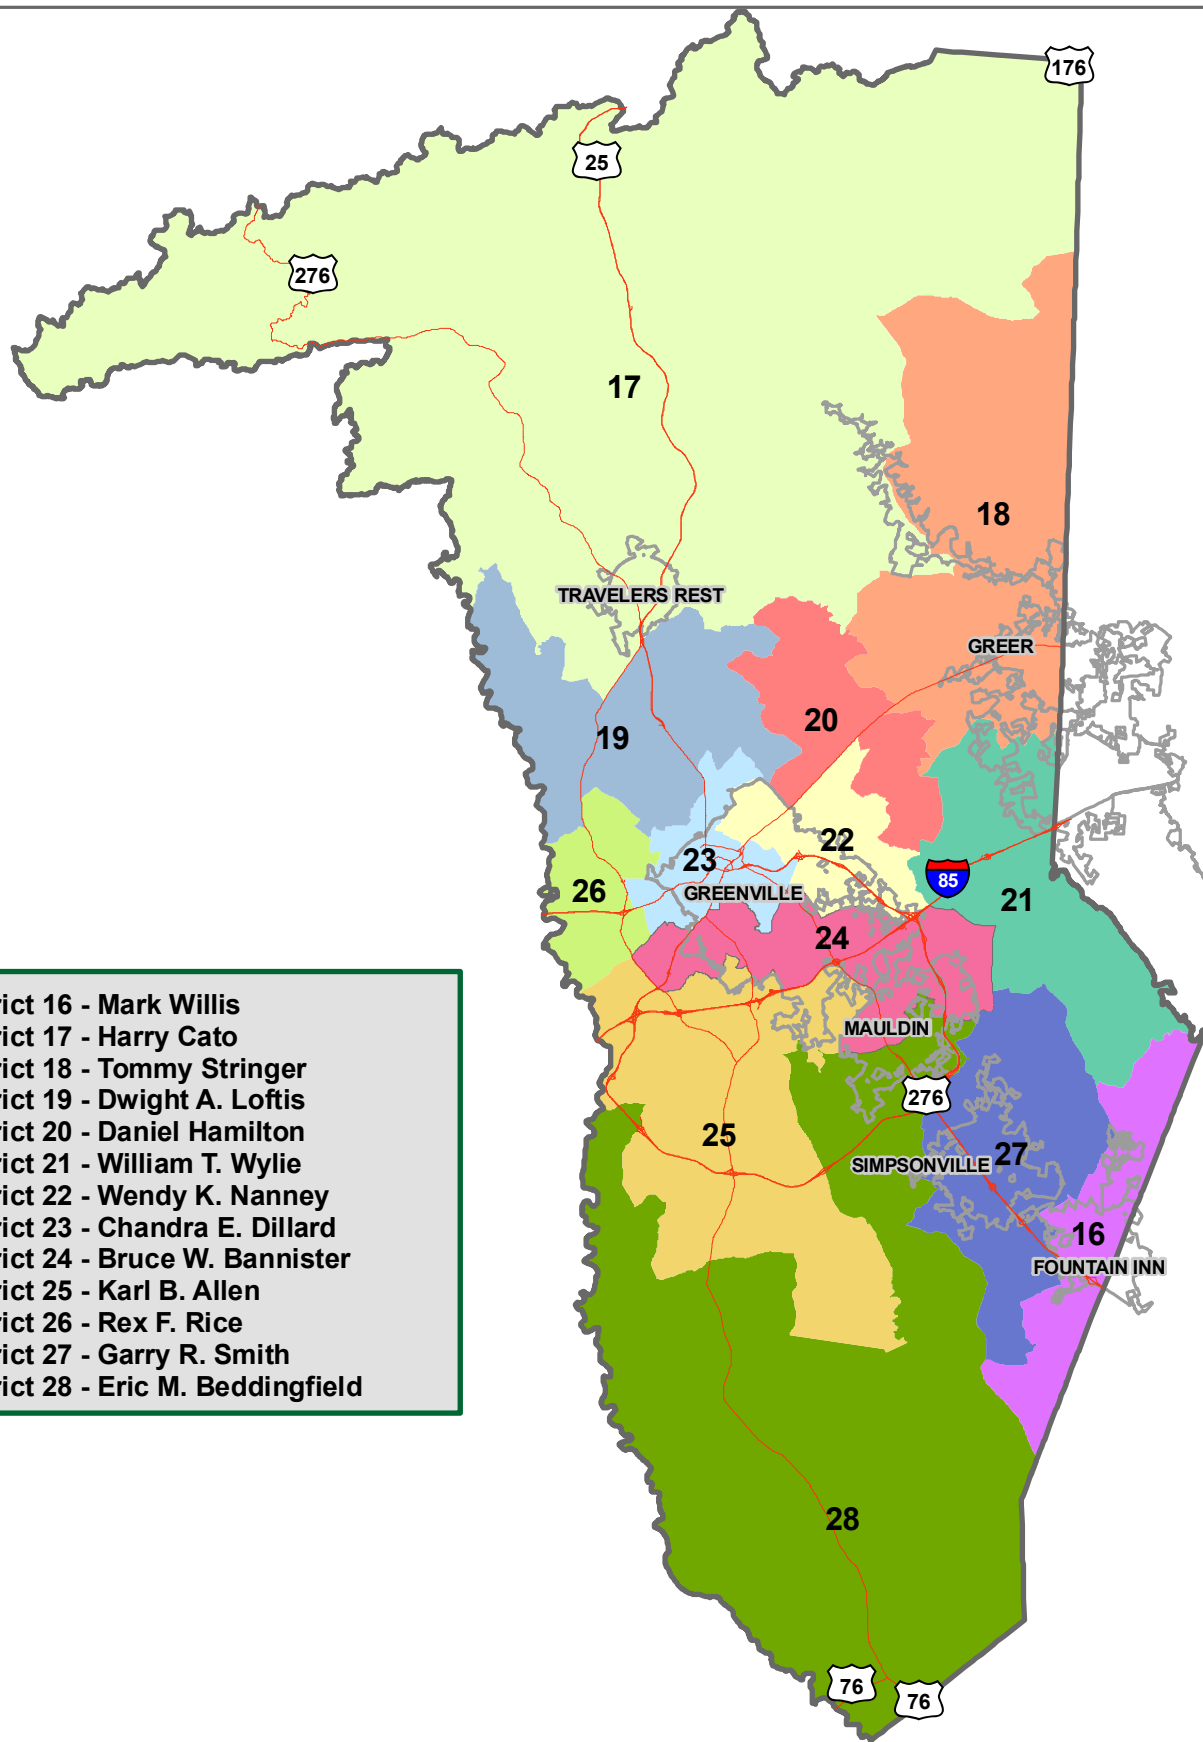 176
25
276
17
18
TRAVELERS REST
GREER
20
19
22
23
85
GREENVILLE
26
21
24
rict 16 - Mark Willis
rict 17 - Harry Cato
rict 18 - Tommy Stringer
rict 19 - Dwight A. Loftis
rict 20 - Daniel Hamilton
rict 21 - William T. Wylie
rict 22 - Wendy K. Nanney
rict 23 - Chandra E. Dillard
rict 24 - Bruce W. Bannister
rict 25 - Karl B. Allen
rict 26 - Rex F. Rice
rict 27 - Garry R. Smith
rict 28 - Eric M. Beddingfield
MAULDIN
276
25
27
SIMPSONVILLE
16
FOUNTAIN INN
28
76
76